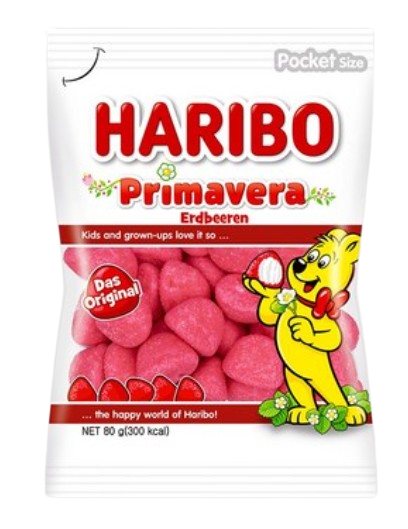 Pocket Size
HARIBO
Primavera
Erdbeeren
Kids and grown-ups love it so ...
Das
Original
... the happy world of Haribo!
NET 80 g(300 kcal)